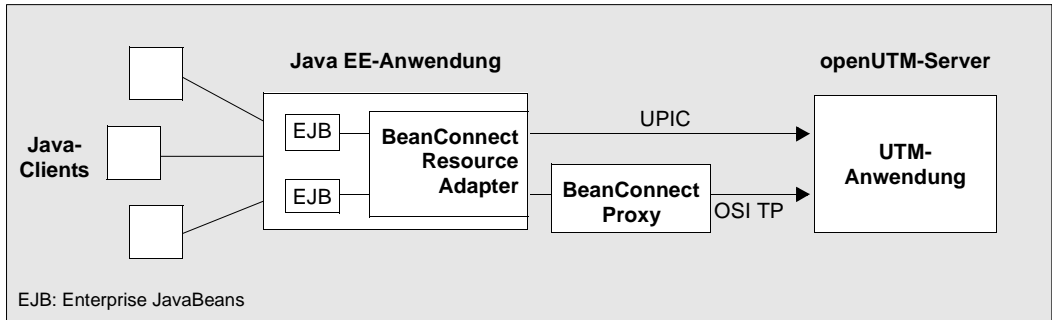 Java EE-Anwendung
openUTM-Server
Java-
Clients
EJB
EJB
BeanConnect
Resource
Adapter
UPIC
BeanConnect
Proxy
OSI TP
UTM-
Anwendung
EJB: Enterprise JavaBeans